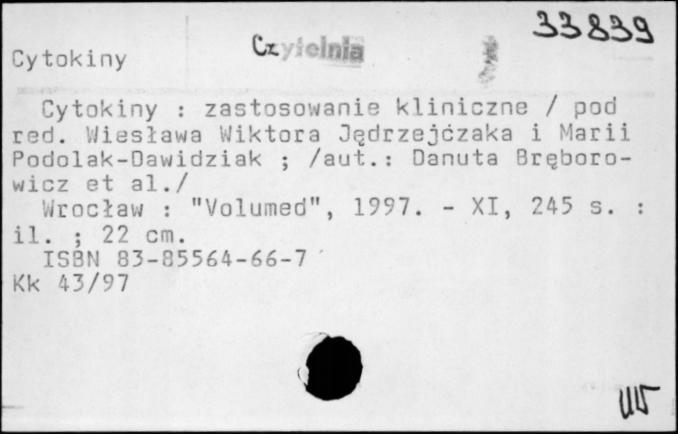 33839
Czytelnia
Cytokiny
Cytokiny : zastosowanie kliniczne / pod
red. Wiesława Wiktora Jędrzejczaka i Marii
Podolak-Dawidziak ; /aut.: Danuta Bręboro-
wicz et al./
Wrocław : "Volumed", 1997. - XI, 245 s. :
il. ; 22 cm.
ISBN 83-85564-66-7
Kk 43/97